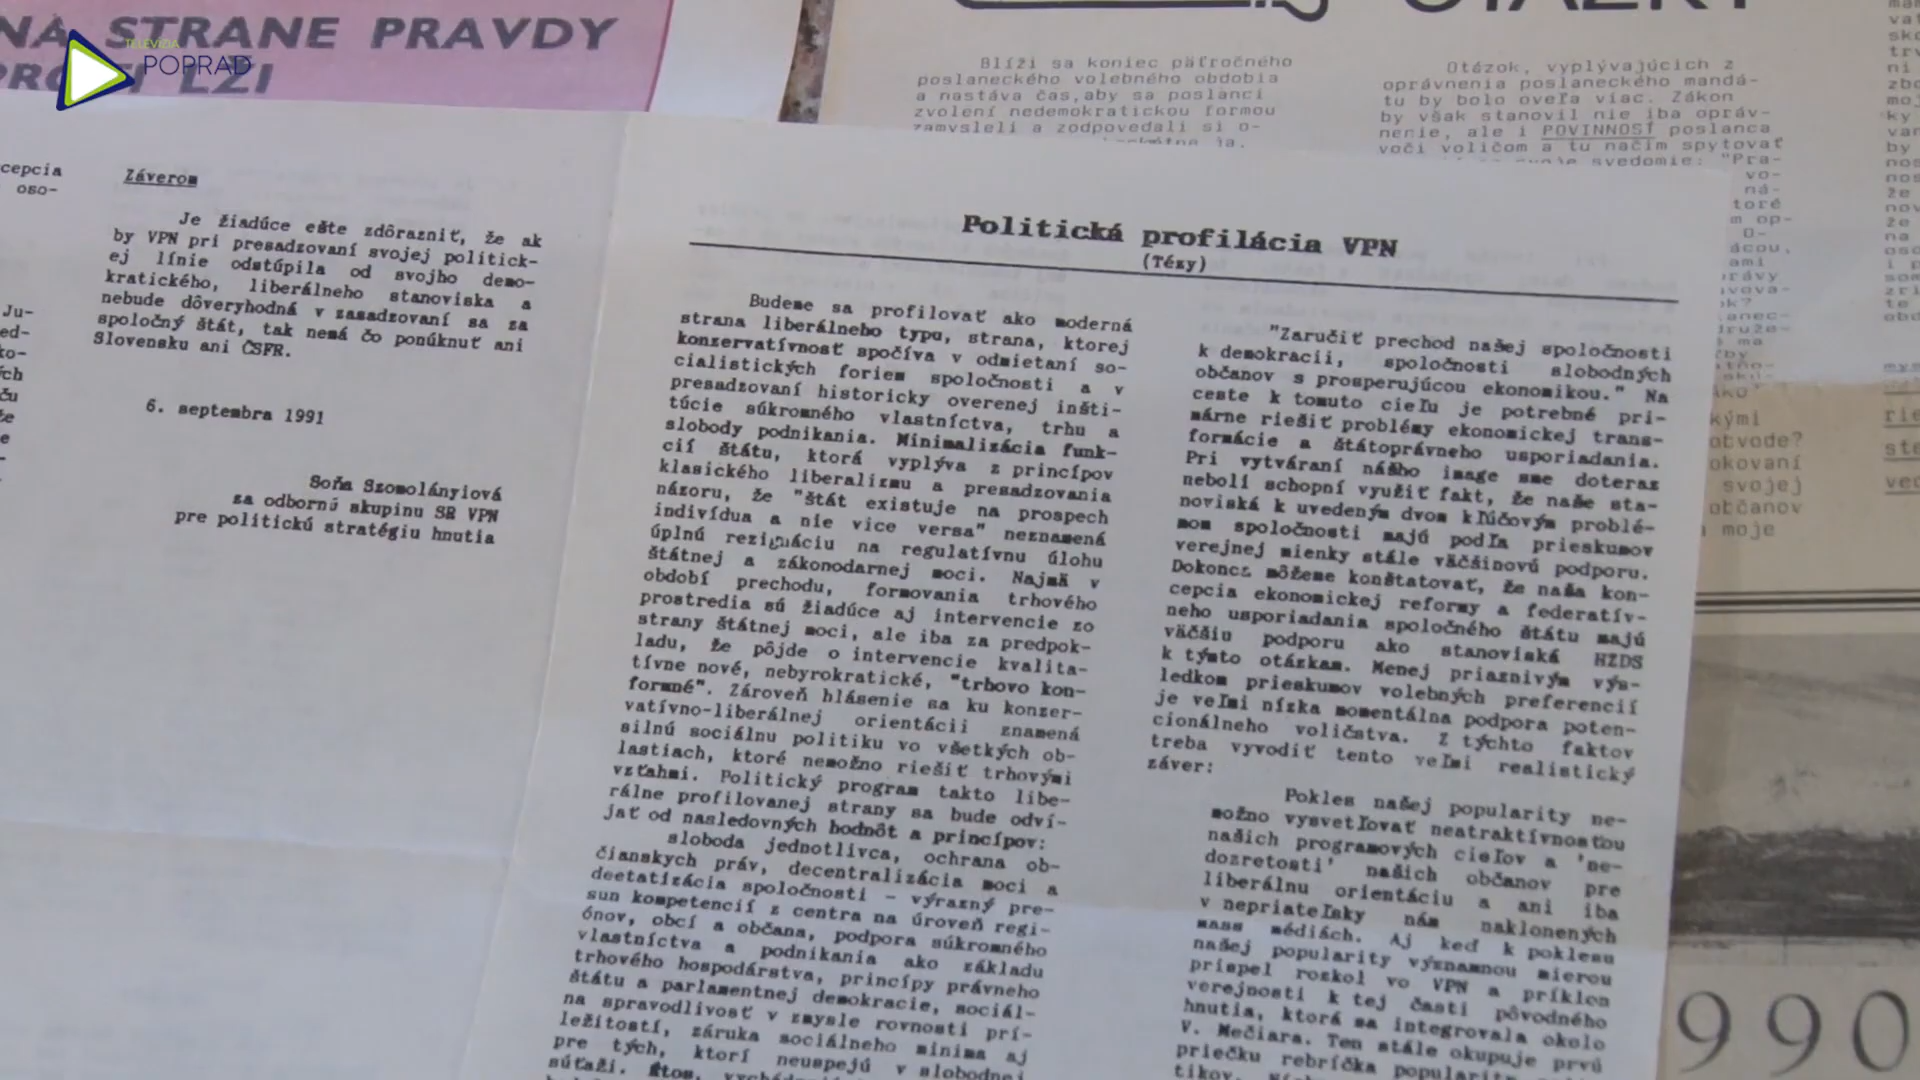 NA STRANE PRAVDY
PROTI LŽI
TELEVÍZIA
POPRAD
cepcia
oso-
Záverom
Je žiadúce ešte zdôrazniť, že ak
by VPN pri presadzovaní svojej politick-
ej línie odstúpila od svojho demo-
kratického, liberálneho stanoviska a
nebude dôveryhodná v zasadzovaní sa za
spoločný štát, tak nemá čo ponúknuť ani
Slovensku ani ČSFR.
6. septembra 1991
Soňa Szomolányiová
za odbornú skupinu SR VPN
pre politickú stratégiu hnutia
Politická profilácia VPN
(Tézy)
Budeme sa profilovať ako moderná
strana liberálneho typu, strana, ktorej
konzervatívnosť spočíva v odmietaní so-
cialistických foriem spoločnosti a v
presadzovaní historicky overenej inšti-
túcie súkromného vlastníctva, trhu a
slobody podnikania. Minimalizácia funk-
cií štátu, ktorá vyplýva z princípov
klasického liberalizmu a presadzovania
názoru, že "štát existuje na prospech
indivídua a nie vice versa" neznamená
úplnú rezignáciu na regulatívnu úlohu
štátnej a zákonodarnej moci. Najmä v
období prechodu, formovania trhového
prostredia sú žiadúce aj intervencie zo
strany štátnej moci, ale iba za predpok-
ladu, že pôjde o intervencie kvalita-
tívne nové, nebyrokratické, "trhovo kon-
formné". Zároveň hlásenie sa ku konzer-
vatívno-liberálnej orientácii znamená
silnú sociálnu politiku vo všetkých ob-
lastiach, ktoré nemožno riešiť trhovými
vzťahmi. Politický program takto libe-
rálne profilovanej strany sa bude odví-
jať od nasledovných hodnôt a princípov:
sloboda jednotlivca, ochrana ob-
čianskych práv, decentralizácia moci a
deetatizácia spoločnosti - výrazný pre-
sun kompetencií z centra na úroveň regi-
ónov, obcí a občana, podpora súkromného
vlastníctva a podnikania ako základu
trhového hospodárstva, princípy právneho
štátu a parlamentnej demokracie, sociál-
na spravodlivosť v zmysle rovnosti prí-
ležitostí, záruka sociálneho minima aj
pre tých, ktorí neuspejú v slobodnej
súťaži.
"Zaručiť prechod našej spoločnosti
k demokracii, spoločnosti slobodných
občanov s prosperujúcou ekonomikou." Na
ceste k tomuto cieľu je potrebné pri-
márne riešiť problémy ekonomickej trans-
formácie a štátoprávneho usporiadania.
Pri vytváraní nášho image sme doteraz
neboli schopní využiť fakt, že naše sta-
noviská k uvedeným dvom kľúčovým problé-
mom spoločnosti majú podľa prieskumov
verejnej mienky stále väčšinovú podporu.
Dokonca môžeme konštatovať, že naša kon-
cepcia ekonomickej reformy a federatív-
neho usporiadania spoločného štátu majú
väčšiu podporu ako stanoviská HZDS
k týmto otázkam. Menej priaznivým výs-
ledkom prieskumov volebných preferencií
je veľmi nízka momentálna podpora poten-
cionálneho voličstva. Z týchto faktov
treba vyvodiť tento veľmi realistický
záver:
Pokles našej popularity ne-
možno vysvetľovať neatraktívnosťou
našich programových cieľov a 'ne-
dozretosti' našich občanov pre
liberálnu orientáciu a ani iba
v nepriateľsky nám naklonených
mass médiách. Aj keď k poklesu
našej popularity významnou mierou
prispel rozkol vo VPN a príklon
verejnosti k tej časti pôvodného
hnutia, ktorá sa integrovala okolo
V. Mečiara. Ten stále okupuje prvú
priečku rebríčka popularity
Blíži sa koniec päťročného
poslaneckého volebného obdobia
a nastáva čas,aby sa poslanci
zvolení nedemokratickou formou
zamysleli a zodpovedali si o-
Otázok, vyplývajúcich z
oprávnenia poslaneckého mandá-
tu by bolo oveľa viac. Zákon
by však stanovil nie iba opráv-
nenie, ale i POVINNOSŤ poslanca
voči voličom a tu načim spytovať
svedomie: "Pra-
vo-
ná-
toré
m op-
kými
obvode?
okovaní
svojej
občanov
moje
990